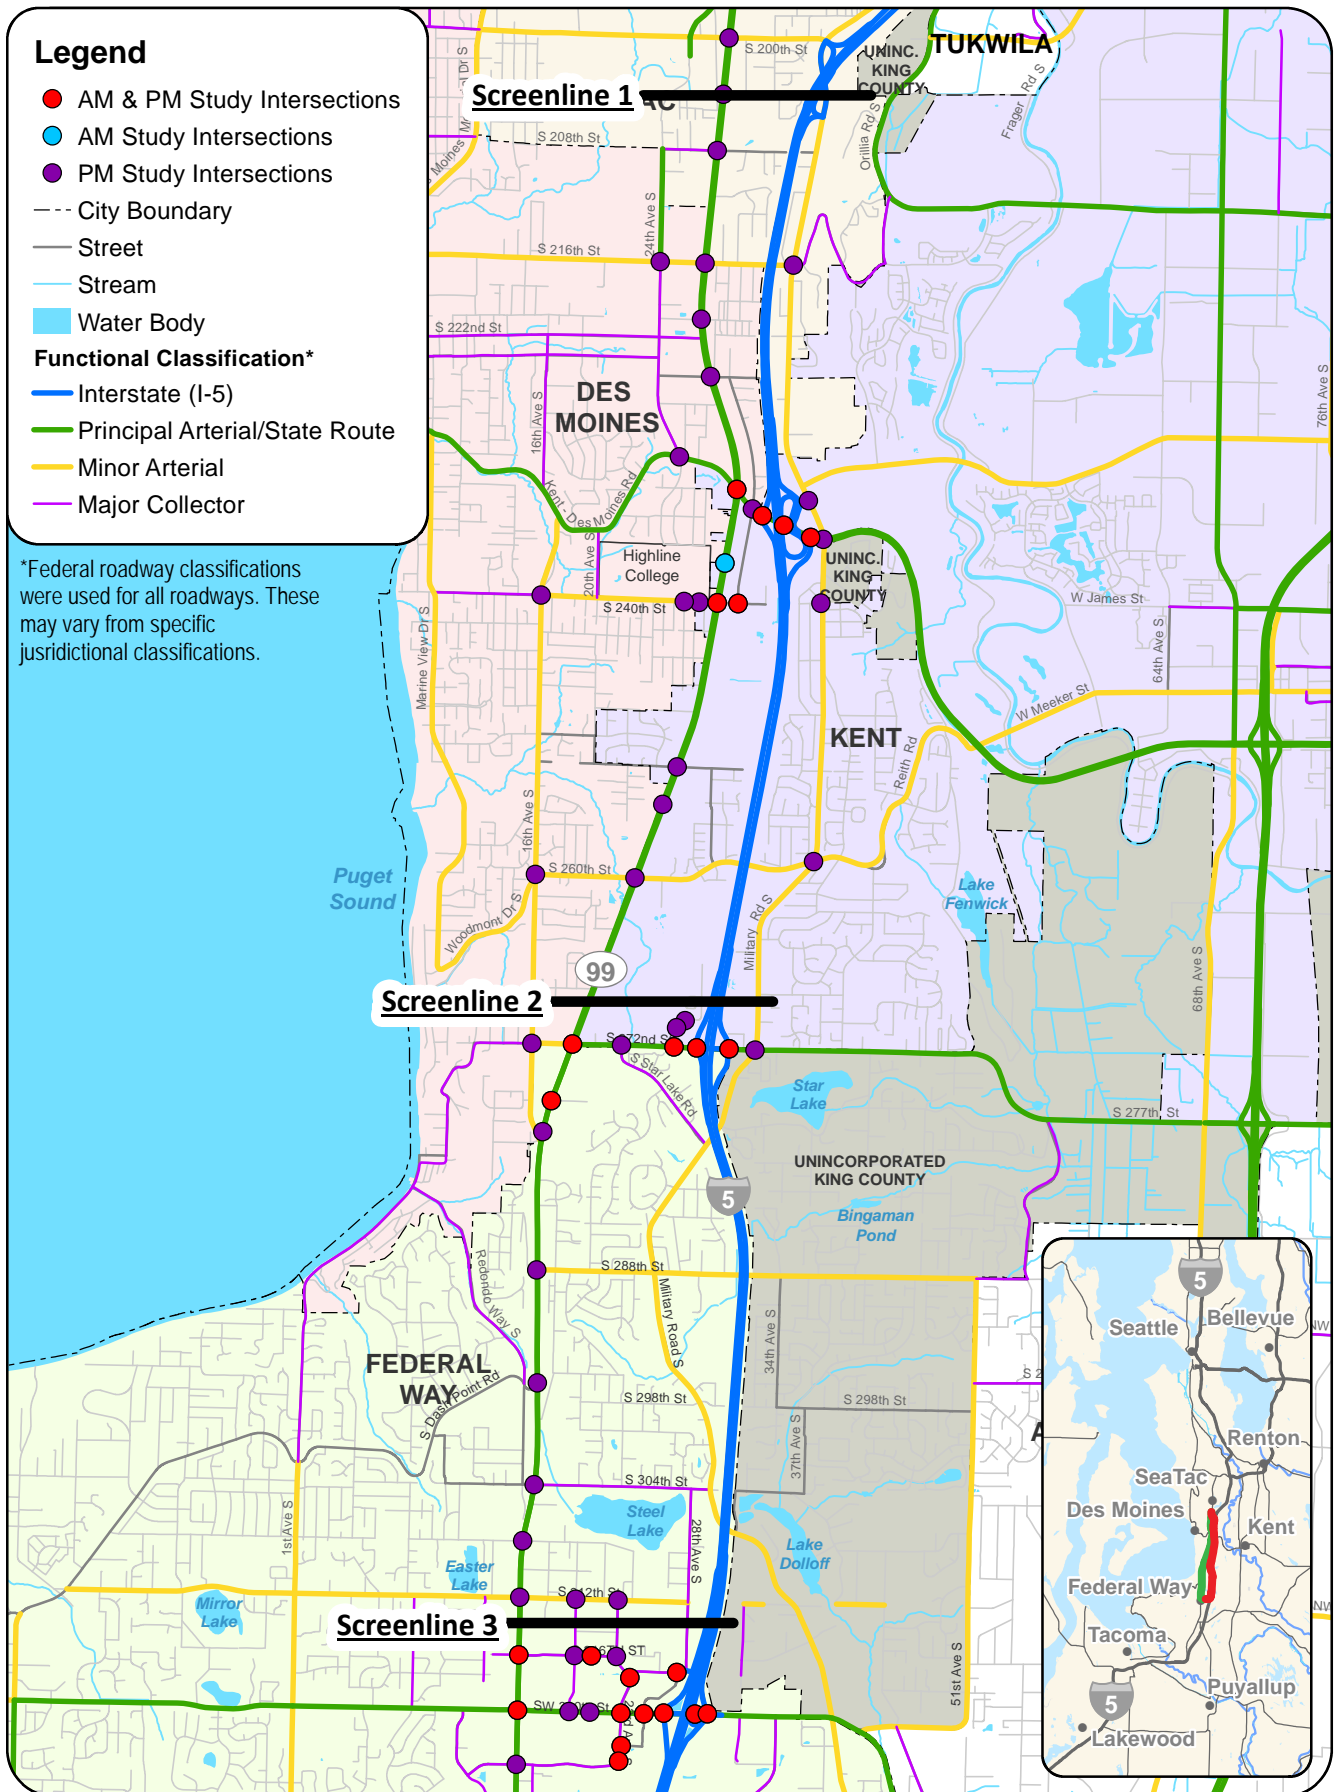 Legend
AM & PM Study Intersections
AM Study Intersections
PM Study Intersections
City Boundary
Street
Stream
Water Body
Functional Classification*
Interstate (I-5)
Principal Arterial/State Route
Minor Arterial
Major Collector
*Federal roadway classifications
were used for all roadways. These
may vary from specific
jusridictional classifications.
TUKWILA
UNINC.
KING
COUNTY
S 200th St
Screenline 1
Frager Rd S
Orillia Rd S
S 208th St
24th Ave S
S 216th St
S 222nd St
DES
MOINES
16th Ave S
76th Ave S
Kent - Des Moines Rd
Highline
College
20th Ave S
S 240th St
UNINC.
KING
COUNTY
W James St
64th Ave S
Marine View Dr S
W Meeker St
KENT
Reith Rd
16th Ave S
S 260th St
Puget
Sound
Lake
Fenwick
Woodmont Dr S
Military Rd S
68th Ave S
99
Screenline 2
S Star Lake Rd
Star
Lake
S 277th St
UNINCORPORATED
KING COUNTY
5
Bingaman
Pond
Redondo Way S
S 288th St
Military Road S
34th Ave S
FEDERAL
WAY
S Dash Point Rd
S 298th St
S 298th St
37th Ave S
S 304th St
Steel
Lake
1st Ave S
28th Ave S
Lake
Dolloff
Easter
Lake
Mirror
Lake
Screenline 3
51st Ave S
5
Seattle
Bellevue
Renton
SeaTac
Des Moines
Kent
Federal Way
Tacoma
Puyallup
5
Lakewood